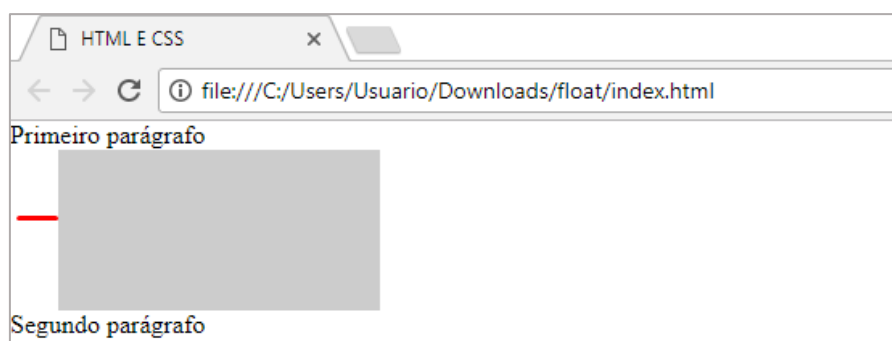 HTML E CSS
file:///C:/Users/Usuario/Downloads/float/index.html
Primeiro parágrafo
Segundo parágrafo